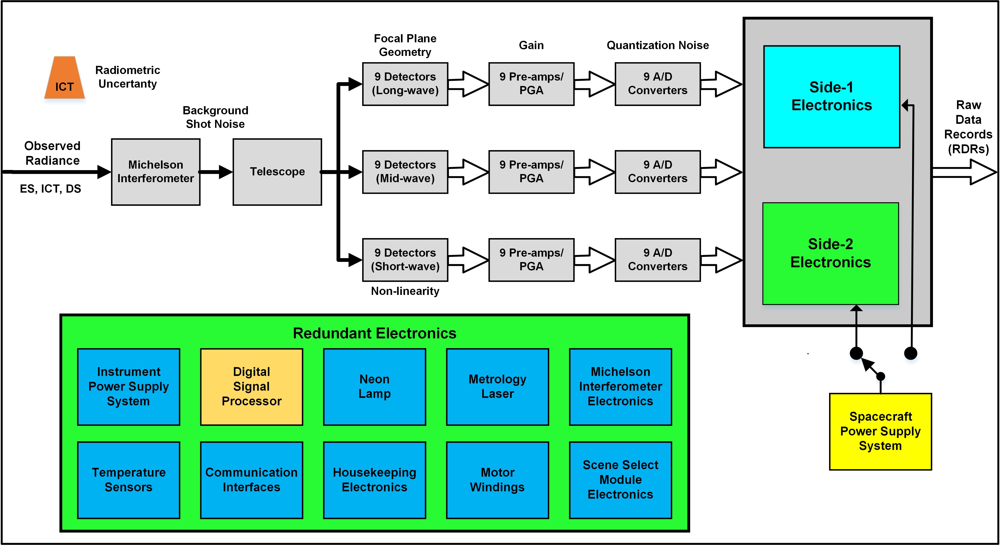 Focal Plane
Geometry
Gain
Quantization Noise
ICT
Radiometric
Uncertanty
9 Detectors
(Long-wave)
9 Pre-amps/
PGA
9 A/D
Converters
Side-1
Electronics
Background
Shot Noise
Observed
Radiance
ES, ICT, DS
Michelson
Interferometer
Telescope
9 Detectors
(Mid-wave)
9 Pre-amps/
PGA
9 A/D
Converters
Raw
Data
Records
(RDRs)
9 Detectors
(Short-wave)
Non-linearity
9 Pre-amps/
PGA
9 A/D
Converters
Side-2
Electronics
Redundant Electronics
Instrument
Power Supply
System
Digital
Signal
Processor
Neon
Lamp
Metrology
Laser
Michelson
Interferometer
Electronics
Temperature
Sensors
Communication
Interfaces
Housekeeping
Electronics
Motor
Windings
Scene Select
Module
Electronics
Spacecraft
Power Supply
System